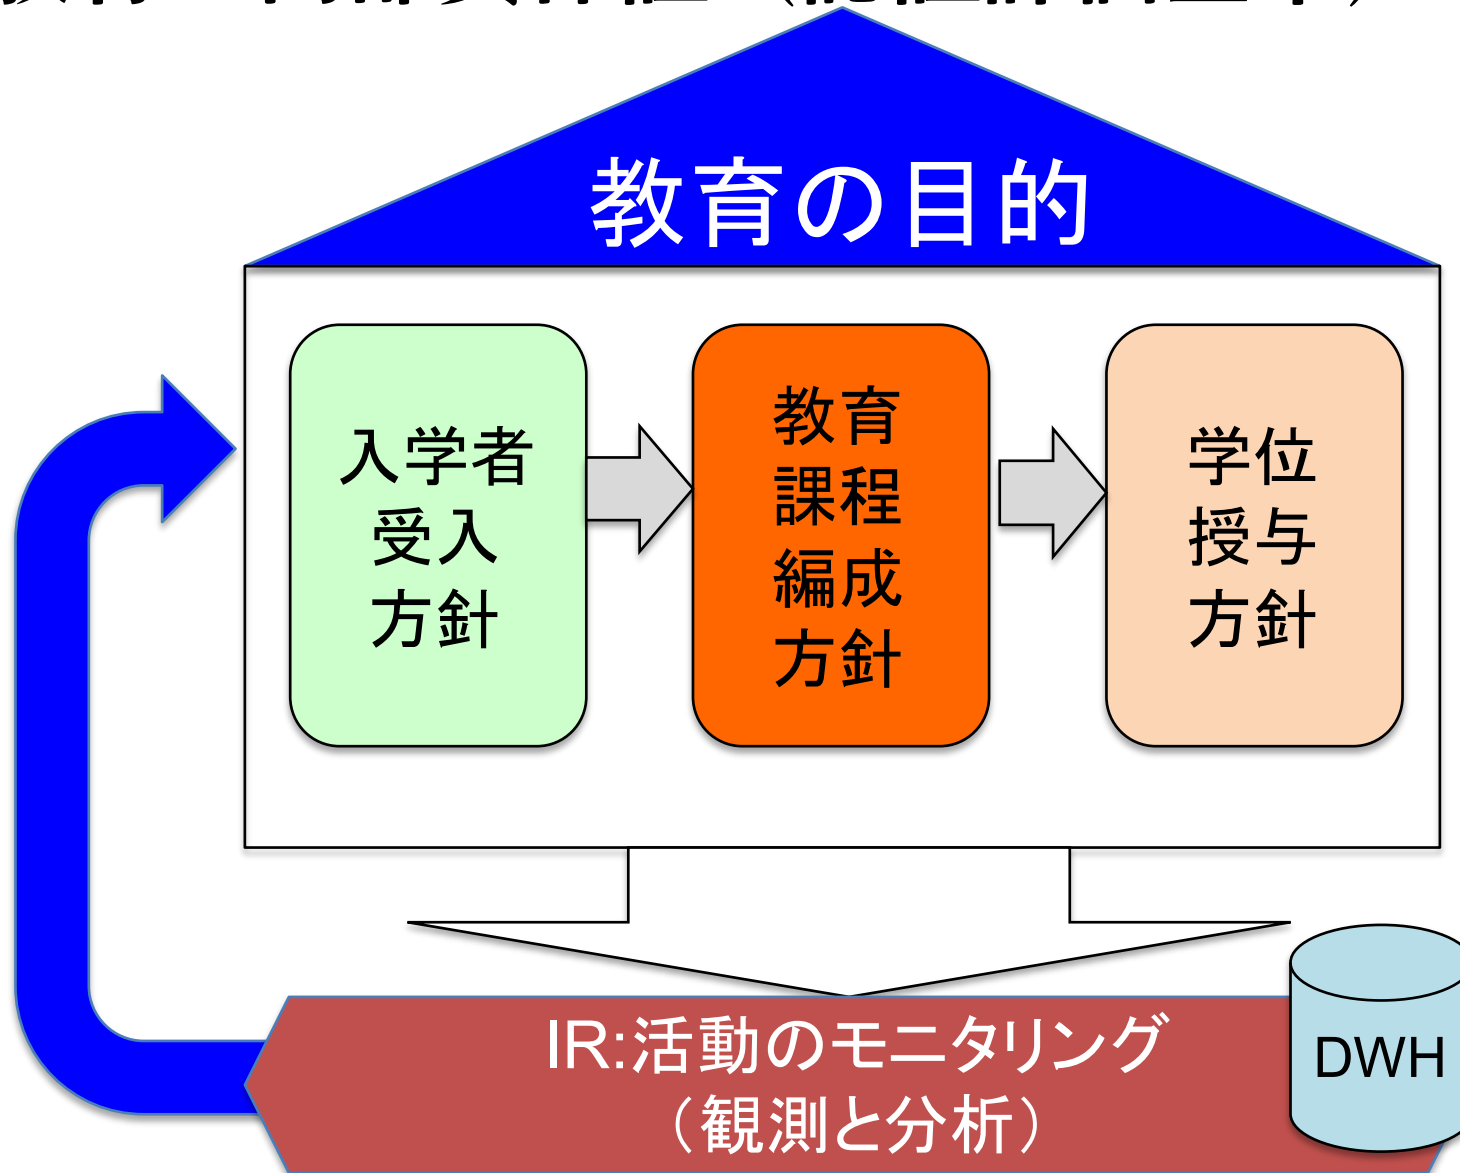 教育の目的
入学者
受入
方針
教育
課程
編成
方針
学位
授与
方針
IR:活動のモニタリング
（観測と分析）
DWH